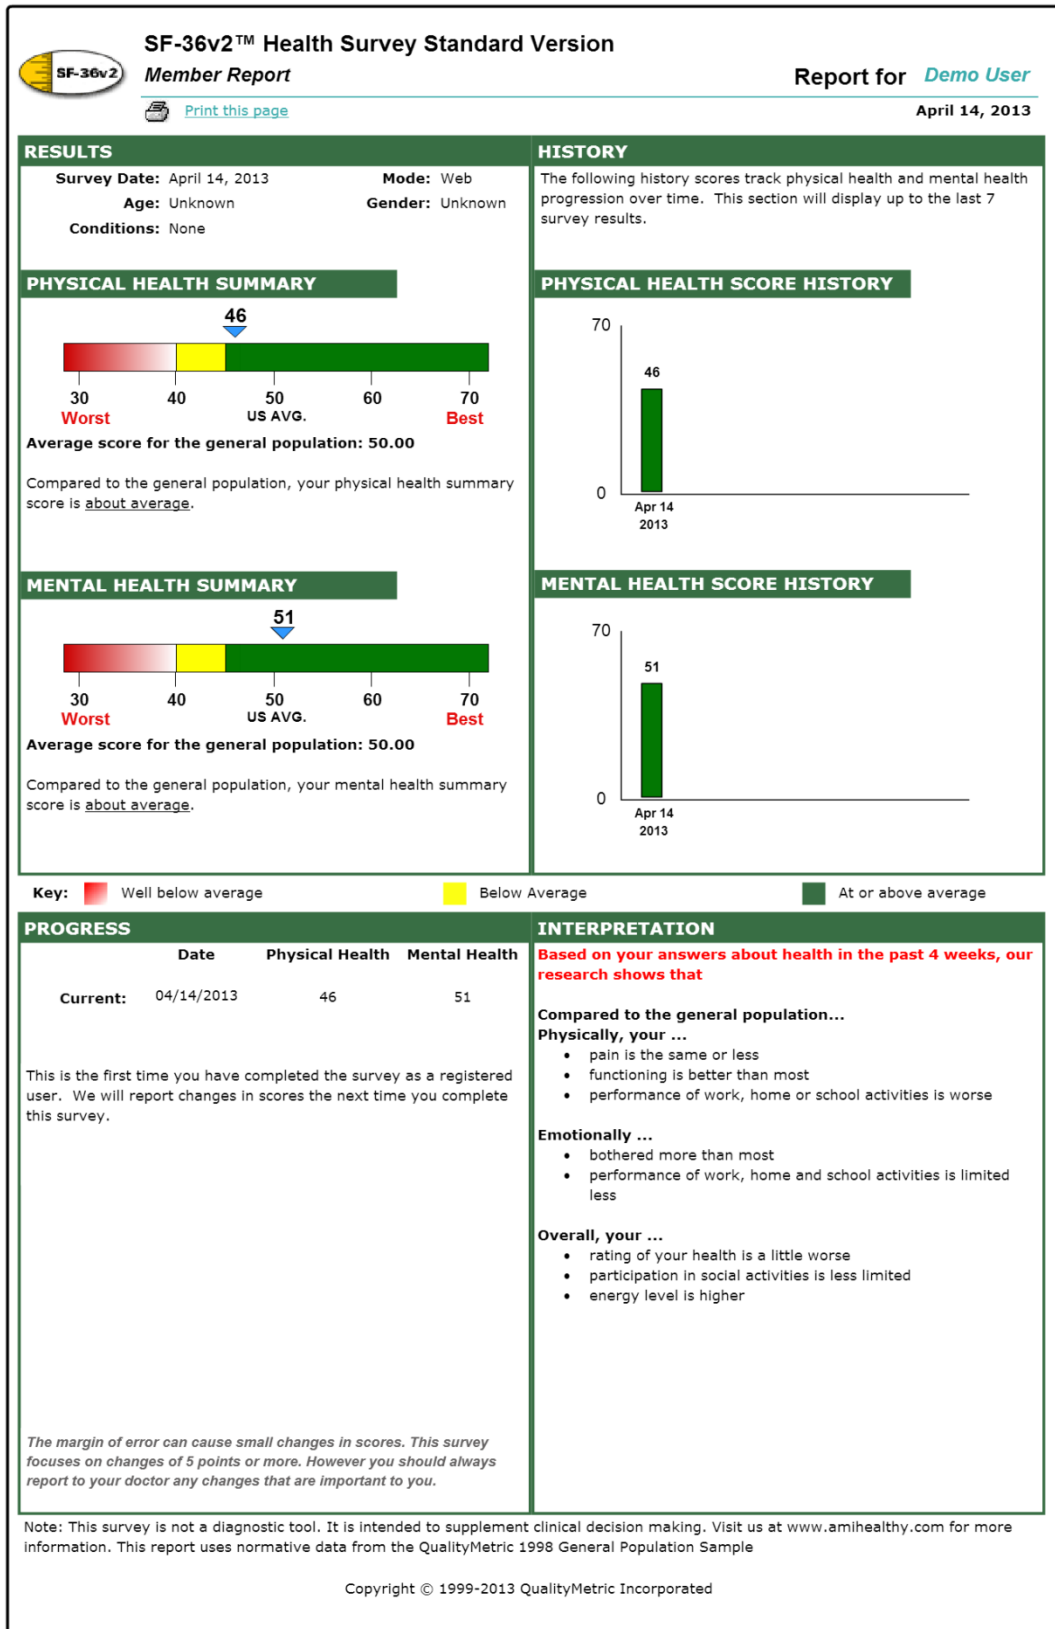 SF-36v2™ Health Survey Standard Version
SF-36v2
Member Report
Report for Demo User
Print this page
April 14, 2013
RESULTS
Survey Date: April 14, 2013 Mode: Web
Age: Unknown Gender: Unknown
Conditions: None
PHYSICAL HEALTH SUMMARY
46
30 40 50 60 70
Worst US AVG. Best
Average score for the general population: 50.00
Compared to the general population, your physical health summary
score is about average.
MENTAL HEALTH SUMMARY
51
30 40 50 60 70
Worst US AVG. Best
Average score for the general population: 50.00
Compared to the general population, your mental health summary
score is about average.
HISTORY
The following history scores track physical health and mental health
progression over time. This section will display up to the last 7
survey results.
PHYSICAL HEALTH SCORE HISTORY
70
46
0
Apr 14
2013
MENTAL HEALTH SCORE HISTORY
70
51
0
Apr 14
2013
Key: Well below average Below Average At or above average
PROGRESS
Date Physical Health Mental Health
Current: 04/14/2013 46 51
This is the first time you have completed the survey as a registered
user. We will report changes in scores the next time you complete
this survey.
The margin of error can cause small changes in scores. This survey
focuses on changes of 5 points or more. However you should always
report to your doctor any changes that are important to you.
INTERPRETATION
Based on your answers about health in the past 4 weeks, our
research shows that
Compared to the general population...
Physically, your ...
• pain is the same or less
• functioning is better than most
• performance of work, home or school activities is worse
Emotionally ...
• bothered more than most
• performance of work, home and school activities is limited
less
Overall, your ...
• rating of your health is a little worse
• participation in social activities is less limited
• energy level is higher
Note: This survey is not a diagnostic tool. It is intended to supplement clinical decision making. Visit us at www.amihealthy.com for more
information. This report uses normative data from the QualityMetric 1998 General Population Sample
Copyright © 1999-2013 QualityMetric Incorporated